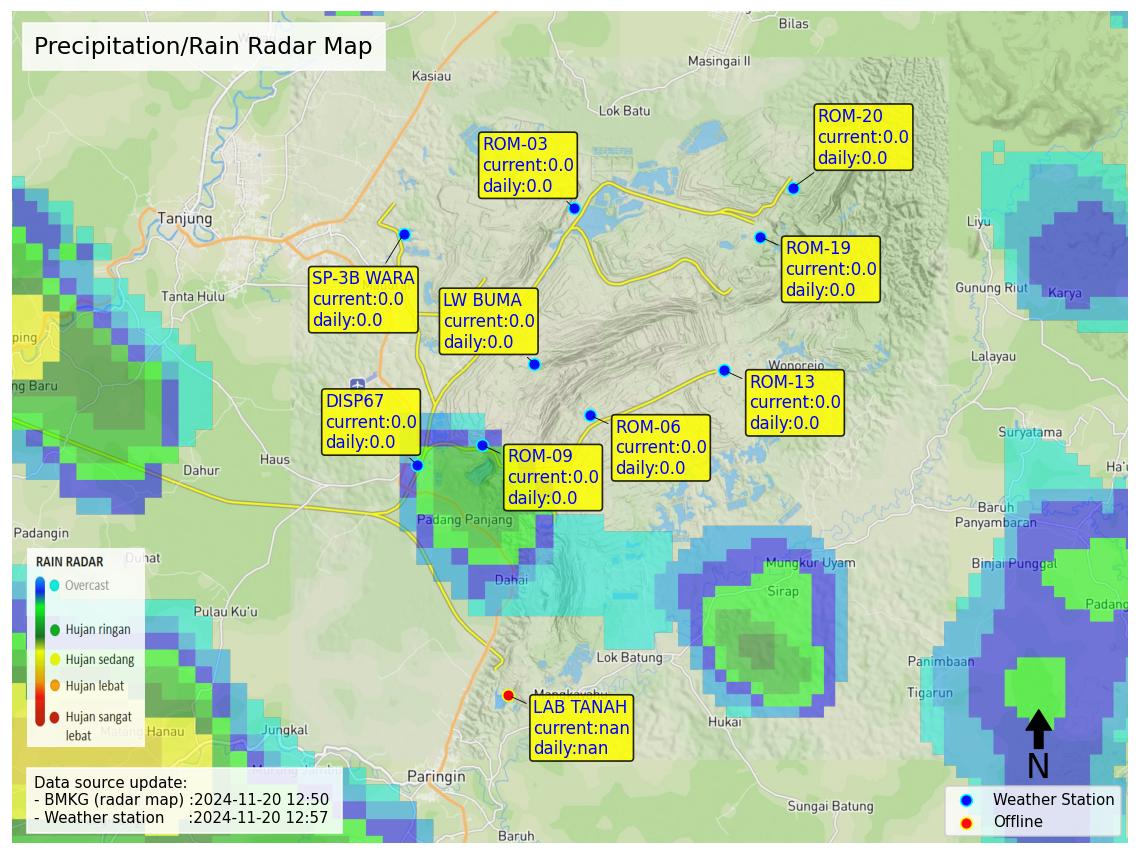 Bilas
Precipitation/Rain Radar Map
Masingai II
Kasiau
Lok Batu
ROM-20
current:0.0
daily:0.0
ROM-03
current:0.0
daily:0.0
Tanjung
Liyu
ROM-19
current:0.0
daily:0.0
SP-3B WARA
current:0.0
daily:0.0
Tanta Hulu
LW BUMA
current:0.0
daily:0.0
Gunung Riut
Karya
ping
Lalayau
Wonorejo
ng Baru
ROM-13
current:0.0
daily:0.0
DISP67
current:0.0
daily:0.0
ROM-06
current:0.0
daily:0.0
Suryatama
ROM-09
current:0.0
daily:0.0
Haus
Dahur
Ha'u
Baruh
Panyambaran
Padang Panjang
Padangin
Duhat
Mungkur Uyam
Binjai Punggal
Dahai
Sirap
Padang
Pulau Ku'u
RAIN RADAR
Overcast
Hujan ringan
Hujan sedang
Hujan lebat
Hujan sangat
lebat
Lok Batung
Panimbaan
Tigarun
Mangkayahu
LAB TANAH
current:nan
daily:nan
Hukai
Jungkal
Matang Hanau
Murung Jambu
Paringin
N
Data source update:
- BMKG (radar map) :2024-11-20 12:50
- Weather station :2024-11-20 12:57
Weather Station
Offline
Sungai Batung
Baruh